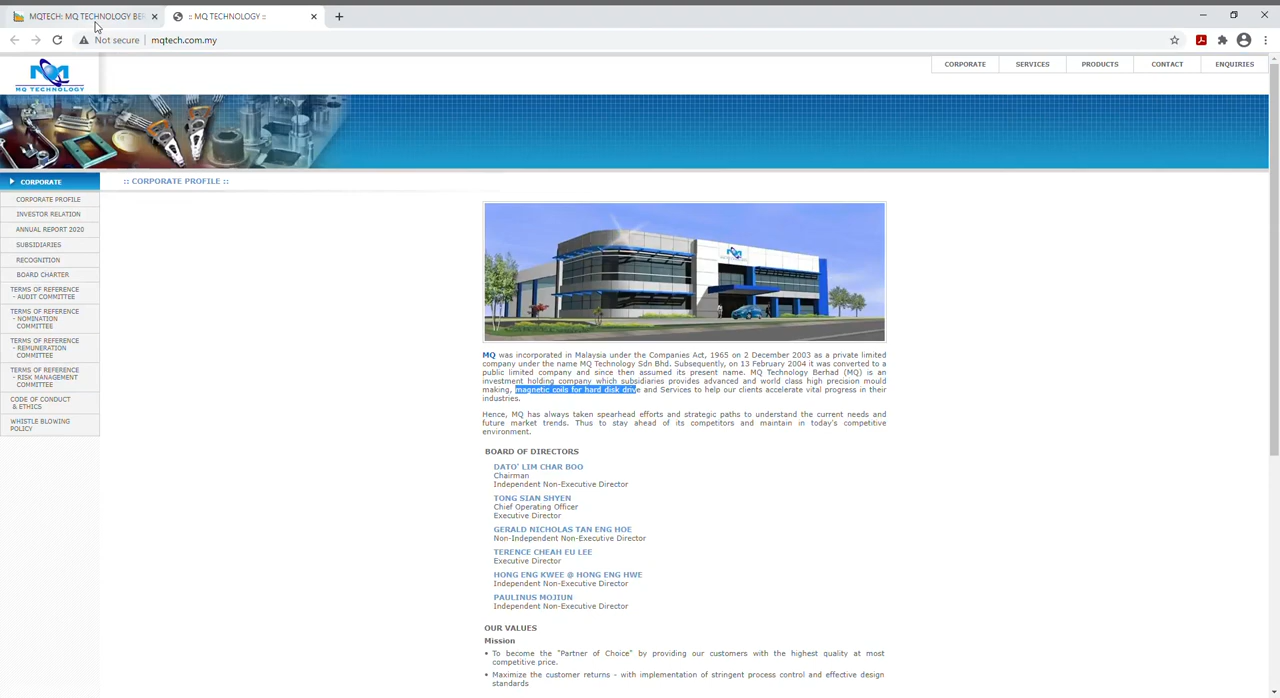 MQTECH: MQ TECHNOLOGY BER
:: MQ TECHNOLOGY ::
Not secure
mqtech.com.my
MQ TECHNOLOGY
CORPORATE
SERVICES
PRODUCTS
CONTACT
ENQUIRIES
CORPORATE
CORPORATE PROFILE
INVESTOR RELATION
ANNUAL REPORT 2020
SUBSIDIARIES
RECOGNITION
BOARD CHARTER
TERMS OF REFERENCE
- AUDIT COMMITTEE
TERMS OF REFERENCE
- NOMINATION
COMMITTEE
TERMS OF REFERENCE
- REMUNERATION
COMMITTEE
TERMS OF REFERENCE
- RISK MANAGEMENT
COMMITTEE
CODE OF CONDUCT
& ETHICS
WHISTLE BLOWING
POLICY
:: CORPORATE PROFILE ::
MQ was incorporated in Malaysia under the Companies Act, 1965 on 2 December 2003 as a private limited
company under the name MQ Technology Sdn Bhd. Subsequently, on 13 February 2004 it was converted to a
public limited company and since then assumed its present name. MQ Technology Berhad (MQ) is an
investment holding company which subsidiaries provides advanced and world class high precision mould
making, magnetic coils for hard disk drive and Services to help our clients accelerate vital progress in their
industries.
Hence, MQ has always taken spearhead efforts and strategic paths to understand the current needs and
future market trends. Thus to stay ahead of its competitors and maintain in today's competitive
environment.
BOARD OF DIRECTORS
DATO' LIM CHAR BOO
Chairman
Independent Non-Executive Director
TONG SIAN SHYEN
Chief Operating Officer
Executive Director
GERALD NICHOLAS TAN ENG HOE
Non-Independent Non-Executive Director
TERENCE CHEAH EU LEE
Executive Director
HONG ENG KWEE @ HONG ENG HWE
Independent Non-Executive Director
PAULINUS MOJIUN
Independent Non-Executive Director
OUR VALUES
Mission
• To become the "Partner of Choice" by providing our customers with the highest quality at most
competitive price.
• Maximize the customer returns - with implementation of stringent process control and effective design
standards